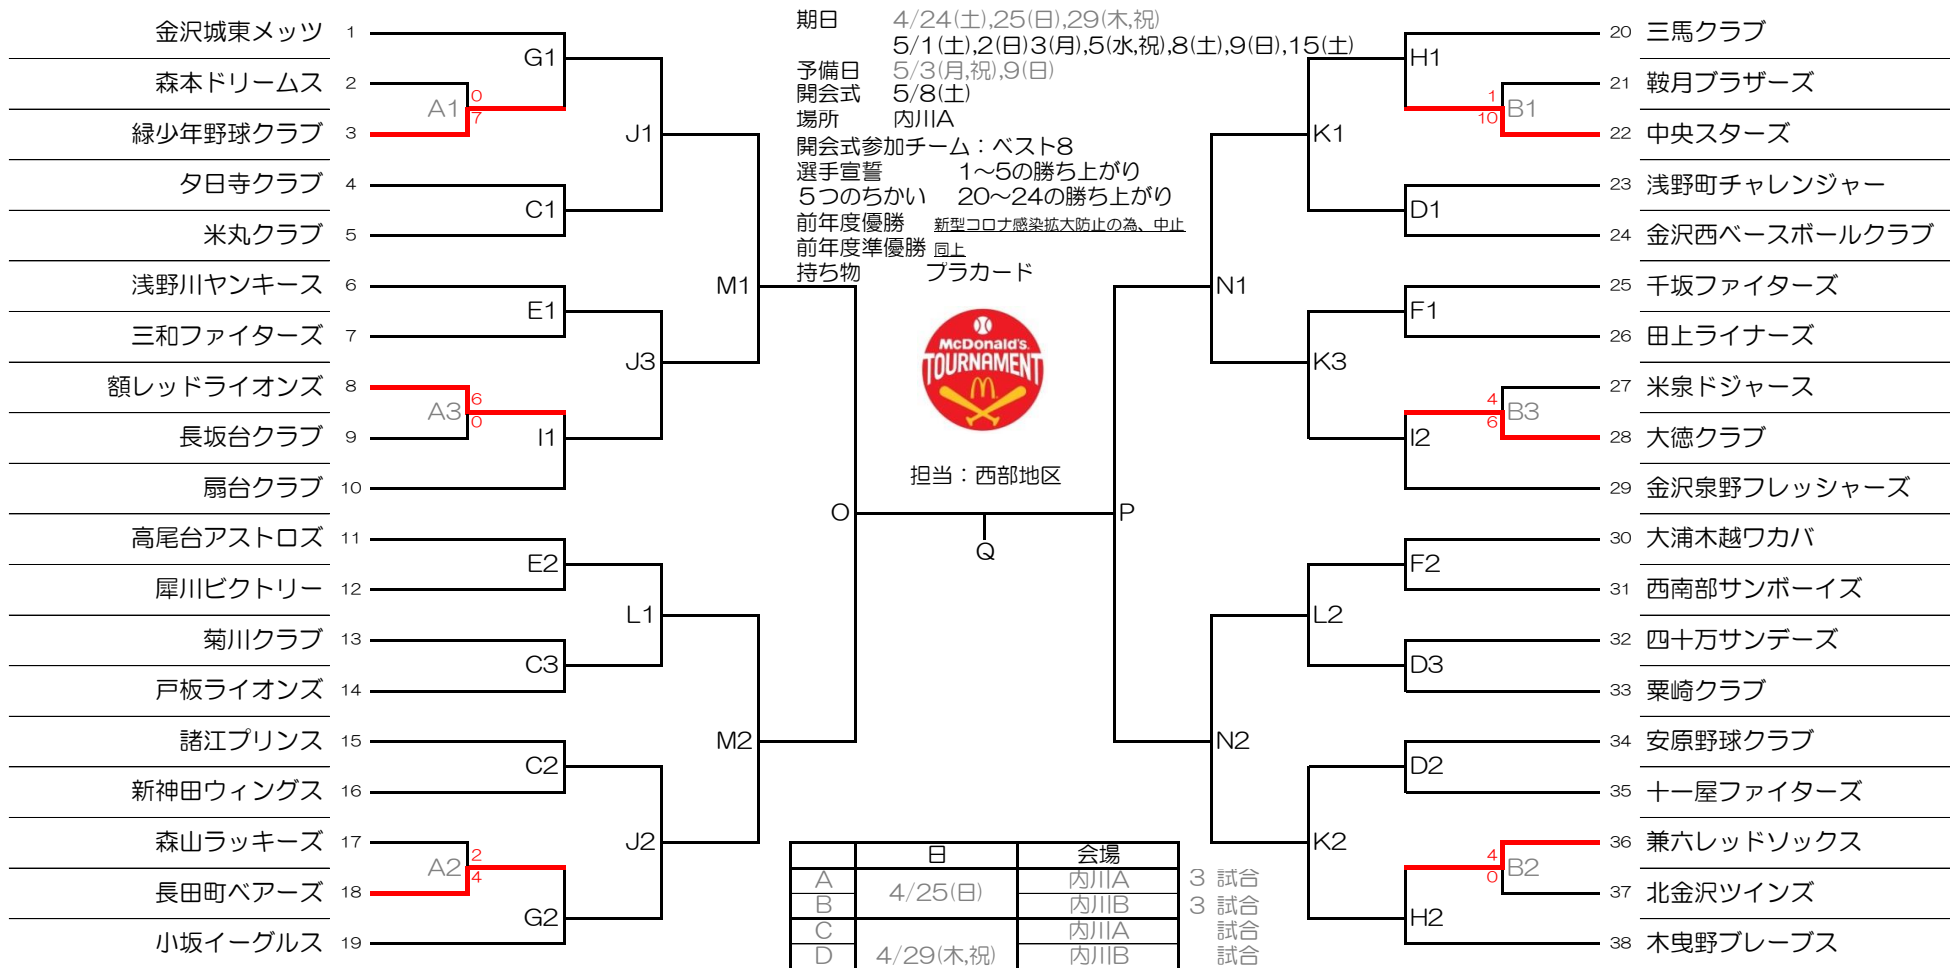 期日 4/24(土),25(日),29(木,祝)
5/1(土),2(日)3(月),5(水,祝),8(土),9(日),15(土)
予備日 5/3(月,祝),9(日)
開会式 5/8(土)
場所 内川A
開会式参加チーム：ベスト8
選手宣誓 1～5の勝ち上がり
５つのちかい 20～24の勝ち上がり
前年度優勝 新型コロナ感染拡大防止の為、中止
前年度準優勝 同上
持ち物 プラカード
McDonald's
TOURNAMENT
担当：西部地区
金沢城東メッツ 1
森本ドリームス 2
緑少年野球クラブ 3
夕日寺クラブ 4
米丸クラブ 5
浅野川ヤンキース 6
三和ファイターズ 7
額レッドライオンズ 8
長坂台クラブ 9
扇台クラブ 10
高尾台アストロズ 11
犀川ビクトリー 12
菊川クラブ 13
戸板ライオンズ 14
諸江プリンス 15
新神田ウィングス 16
森山ラッキーズ 17
長田町ベアーズ 18
小坂イーグルス 19
A1
0
7
A3
6
0
A2
2
4
G1
C1
E1
I1
E2
C3
C2
G2
J1
J3
L1
J2
M1
M2
O
Q
P
N1
N2
K1
K3
L2
K2
H1
D1
F1
I2
F2
D3
D2
H2
1
10
B1
4
6
B3
4
0
B2
20 三馬クラブ
21 鞍月ブラザーズ
22 中央スターズ
23 浅野町チャレンジャー
24 金沢西ベースボールクラブ
25 千坂ファイターズ
26 田上ライナーズ
27 米泉ドジャース
28 大徳クラブ
29 金沢泉野フレッシャーズ
30 大浦木越ワカバ
31 西南部サンボーイズ
32 四十万サンデーズ
33 粟崎クラブ
34 安原野球クラブ
35 十一屋ファイターズ
36 兼六レッドソックス
37 北金沢ツインズ
38 木曳野ブレーブス
日 会場
A 4/25(日) 内川A 3 試合
B 内川B 3 試合
C 4/29(木,祝) 内川A 試合
D 内川B 試合